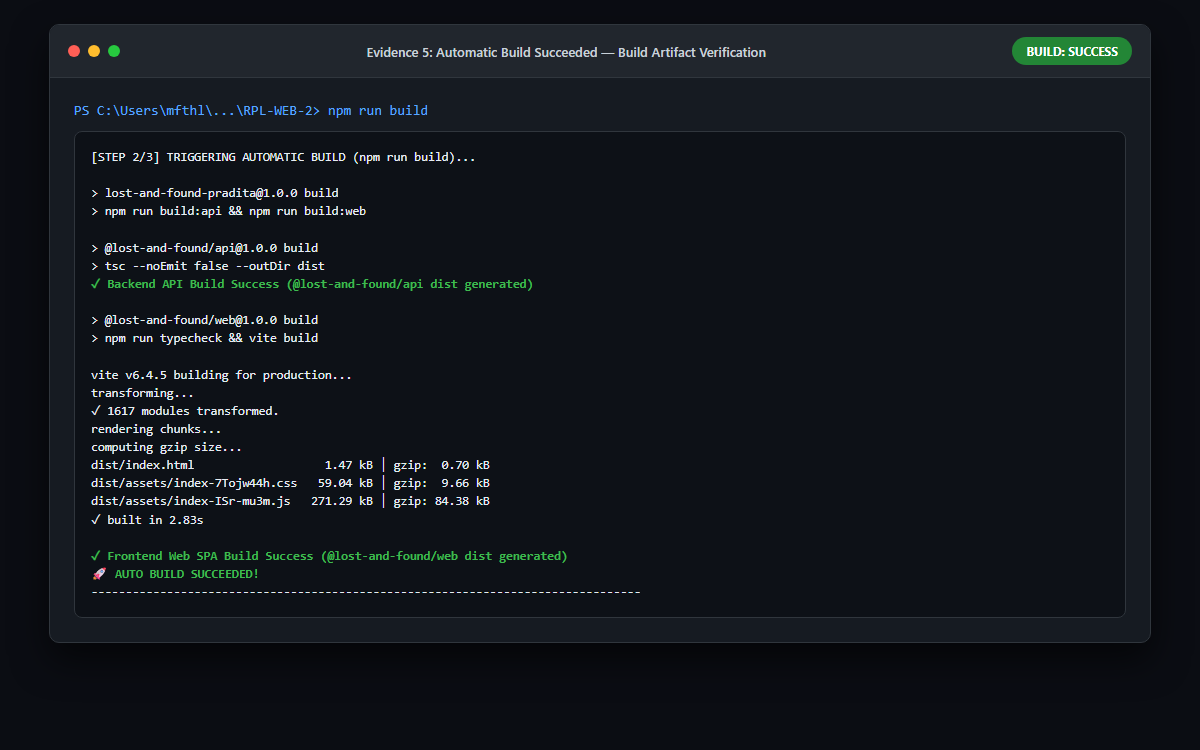 Evidence 5: Automatic Build Succeeded — Build Artifact Verification
BUILD: SUCCESS
PS C:\Users\mfthl\...\RPL-WEB-2> npm run build
[STEP 2/3] TRIGGERING AUTOMATIC BUILD (npm run build)...
> lost-and-found-pradita@1.0.0 build
> npm run build:api && npm run build:web
> @lost-and-found/api@1.0.0 build
> tsc --noEmit false --outDir dist
✓ Backend API Build Success (@lost-and-found/api dist generated)
> @lost-and-found/web@1.0.0 build
> npm run typecheck && vite build
vite v6.4.5 building for production...
transforming...
✓ 1617 modules transformed.
rendering chunks...
computing gzip size...
dist/index.html                   1.47 kB │ gzip:  0.70 kB
dist/assets/index-7Tojw44h.css   59.04 kB │ gzip:  9.66 kB
dist/assets/index-ISr-mu3m.js   271.29 kB │ gzip: 84.38 kB
✓ built in 2.83s
✓ Frontend Web SPA Build Success (@lost-and-found/web dist generated)
🚀 AUTO BUILD SUCCEEDED!
--------------------------------------------------------------------------------